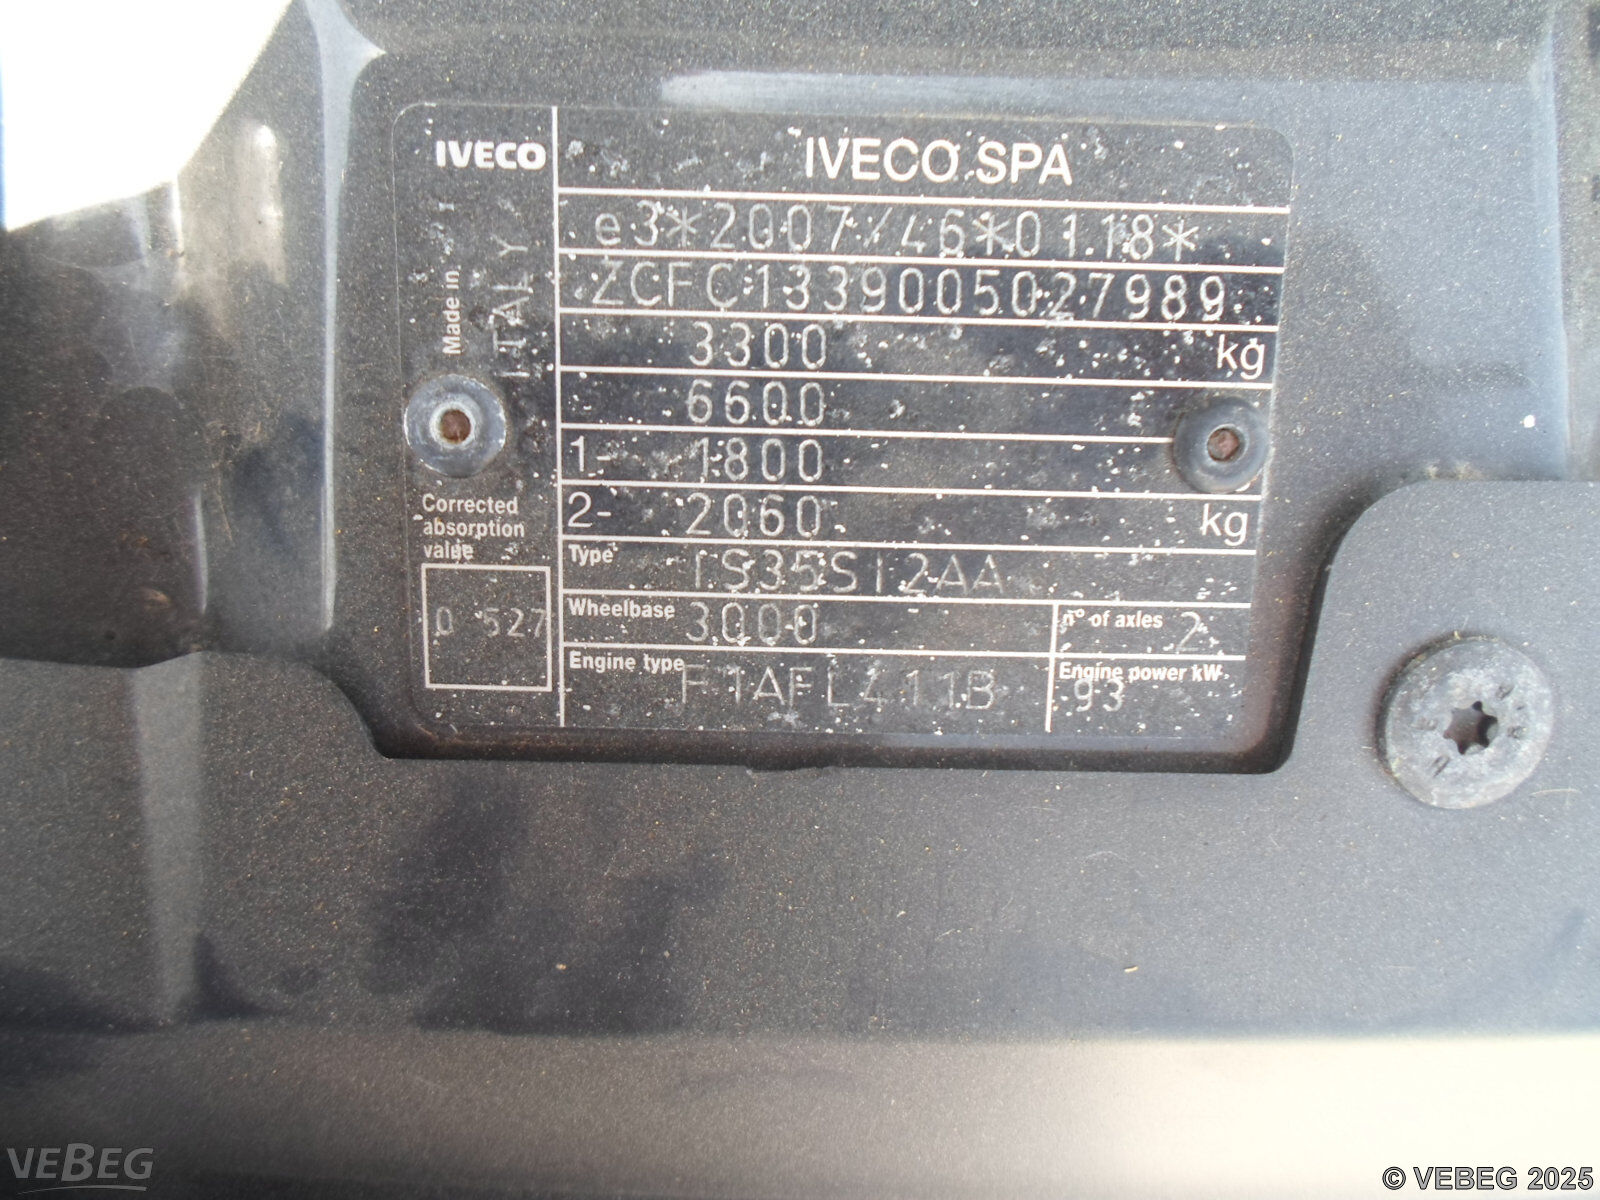 IVECO
IVECO SPA
e3*2007/46*0118*
ZCFC1339005027989
3300 kg
6600
1- 1800
2- 2060 kg
Type IS35SI2AA
Wheelbase 3000
n° of axles 2
Engine type F1AFL411B
Engine power kW 93
Made in ITALY
Corrected
absorption
value
0 527
VEBEG
© VEBEG 2025